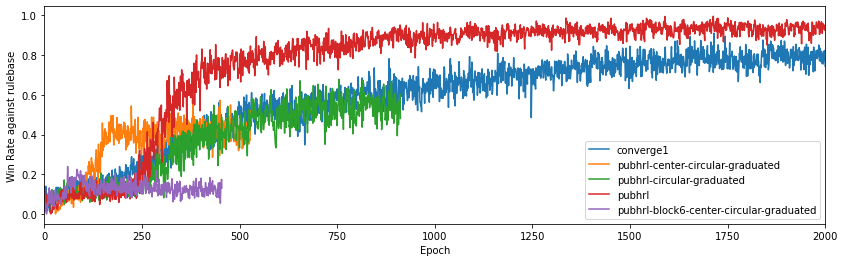 Win Rate against rulebase
1.0
0.8
0.6
0.4
0.2
0.0
0
250
500
750
1000
1250
1500
1750
2000
Epoch
converge1
pubhrl-center-circular-graduated
pubhrl-circular-graduated
pubhrl
pubhrl-block6-center-circular-graduated